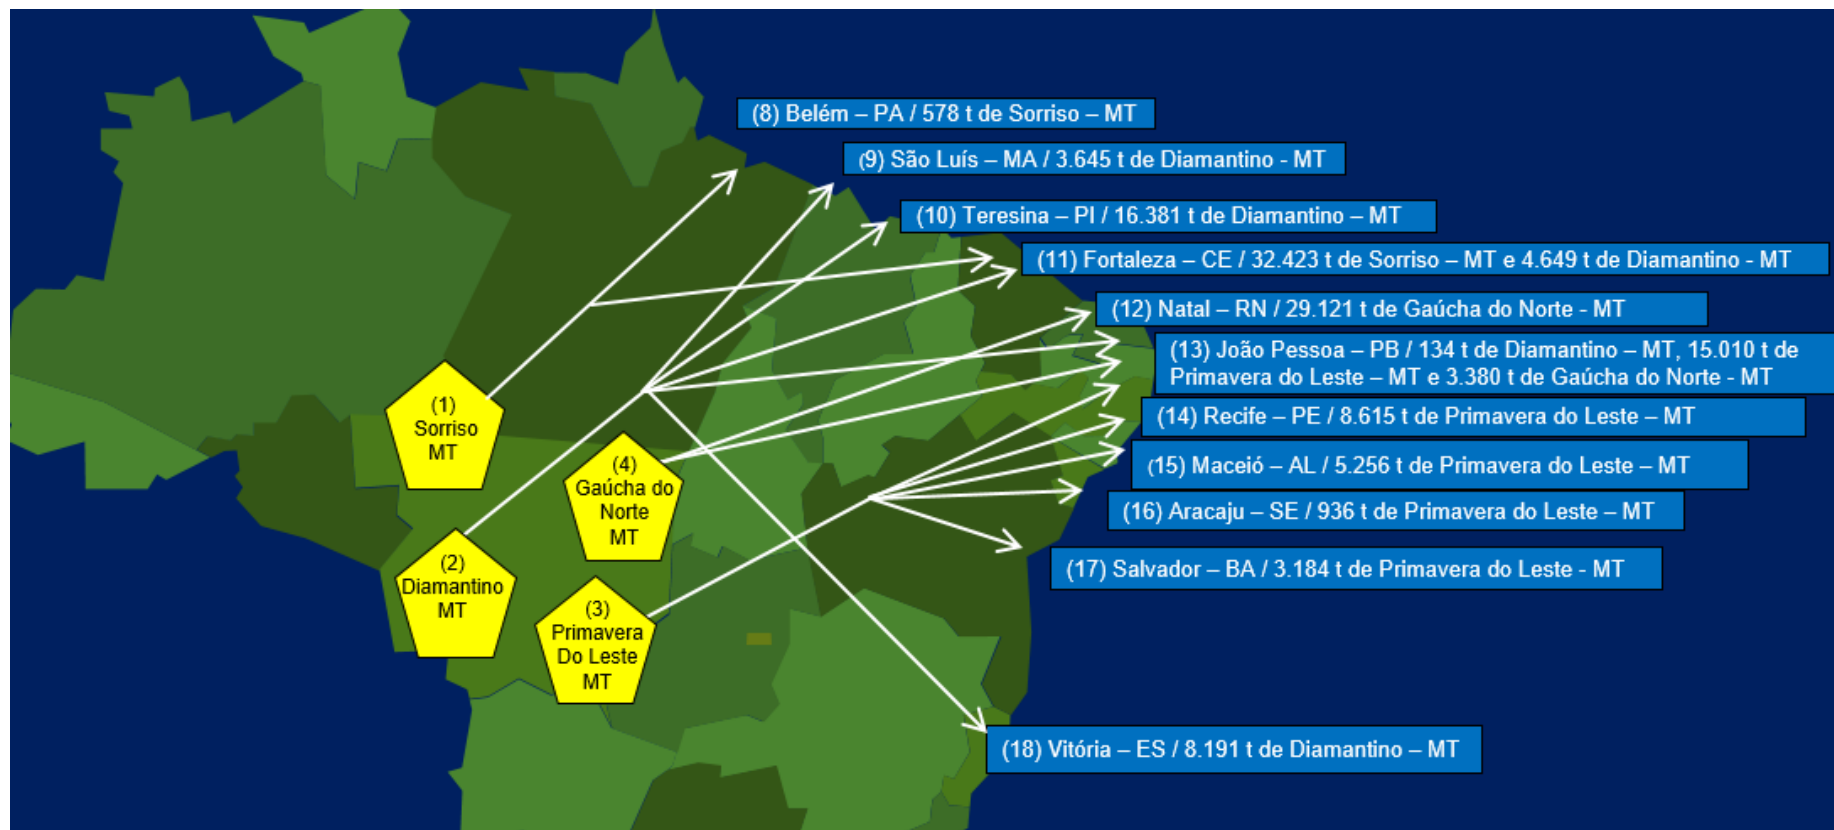 (8) Belém – PA / 578 t de Sorriso – MT
(9) São Luís – MA / 3.645 t de Diamantino - MT
(10) Teresina – PI / 16.381 t de Diamantino – MT
(11) Fortaleza – CE / 32.423 t de Sorriso – MT e 4.649 t de Diamantino - MT
(12) Natal – RN / 29.121 t de Gaúcha do Norte - MT
(13) João Pessoa – PB / 134 t de Diamantino – MT, 15.010 t de
Primavera do Leste – MT e 3.380 t de Gaúcha do Norte - MT
(14) Recife – PE / 8.615 t de Primavera do Leste – MT
(15) Maceió – AL / 5.256 t de Primavera do Leste – MT
(16) Aracaju – SE / 936 t de Primavera do Leste – MT
(17) Salvador – BA / 3.184 t de Primavera do Leste - MT
(18) Vitória – ES / 8.191 t de Diamantino – MT
(1)
Sorriso
MT
(4)
Gaúcha do
Norte
MT
(2)
Diamantino
MT
(3)
Primavera
Do Leste
MT